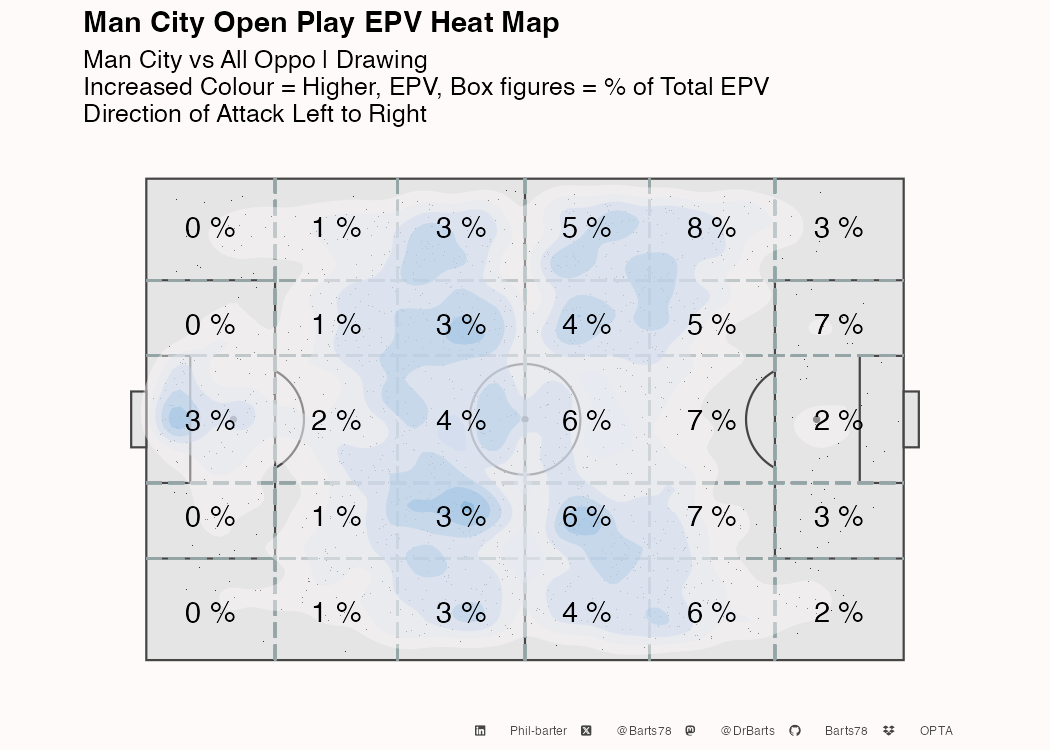 Man City Open Play EPV Heat Map
Man City vs All Oppo | Drawing
Increased Colour = Higher, EPV, Box figures = % of Total EPV
Direction of Attack Left to Right
0 % 1 % 3 % 5 % 8 % 3 %
0 % 1 % 3 % 4 % 5 % 7 %
3 % 2 % 4 % 6 % 7 % 2 %
0 % 1 % 3 % 6 % 7 % 3 %
0 % 1 % 3 % 4 % 6 % 2 %
Phil-barter @Barts78 @DrBarts Barts78 OPTA